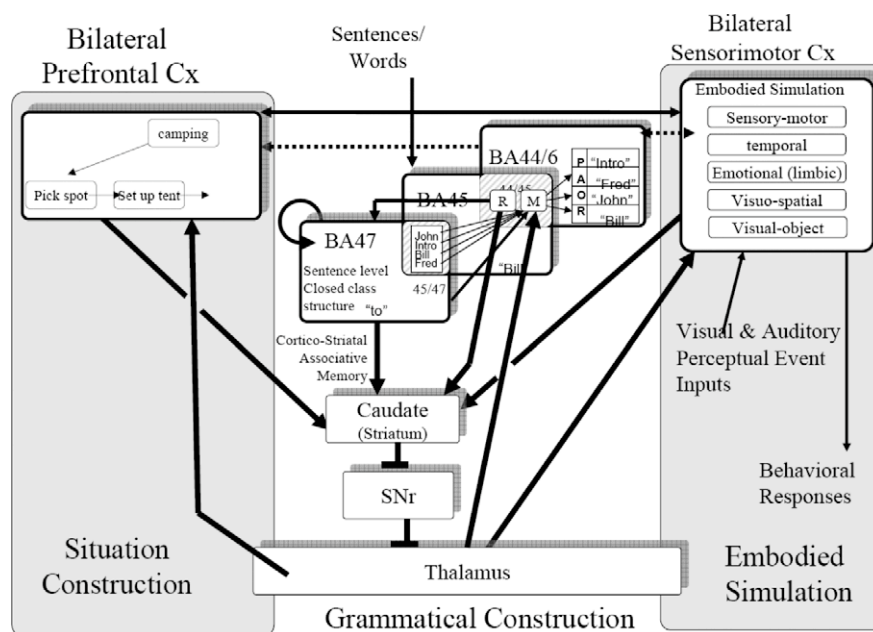 Bilateral
Prefrontal Cx
Sentences/
Words
Bilateral
Sensorimotor Cx
camping
Pick spot
Set up tent
BA44/6
P "Intro"
A "Fred"
O "John"
R "Bill"
BA45
44/45
R
M
"Bill"
BA47
John
Intro
Bill
Fred
Sentence level
Closed class
structure
"to"
45/47
Embodied Simulation
Sensory-motor
temporal
Emotional (limbic)
Visuo-spatial
Visual-object
Cortico-Striatal
Associative
Memory
Visual & Auditory
Perceptual Event
Inputs
Caudate
(Striatum)
SNr
Behavioral
Responses
Situation
Construction
Thalamus
Embodied
Simulation
Grammatical Construction